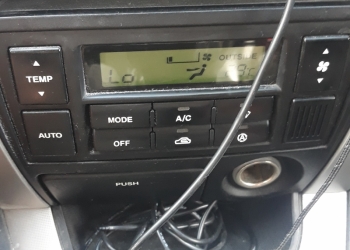 OUTSIDE
TEMP
Lo
AUTO
MODE
A/C
OFF
PUSH